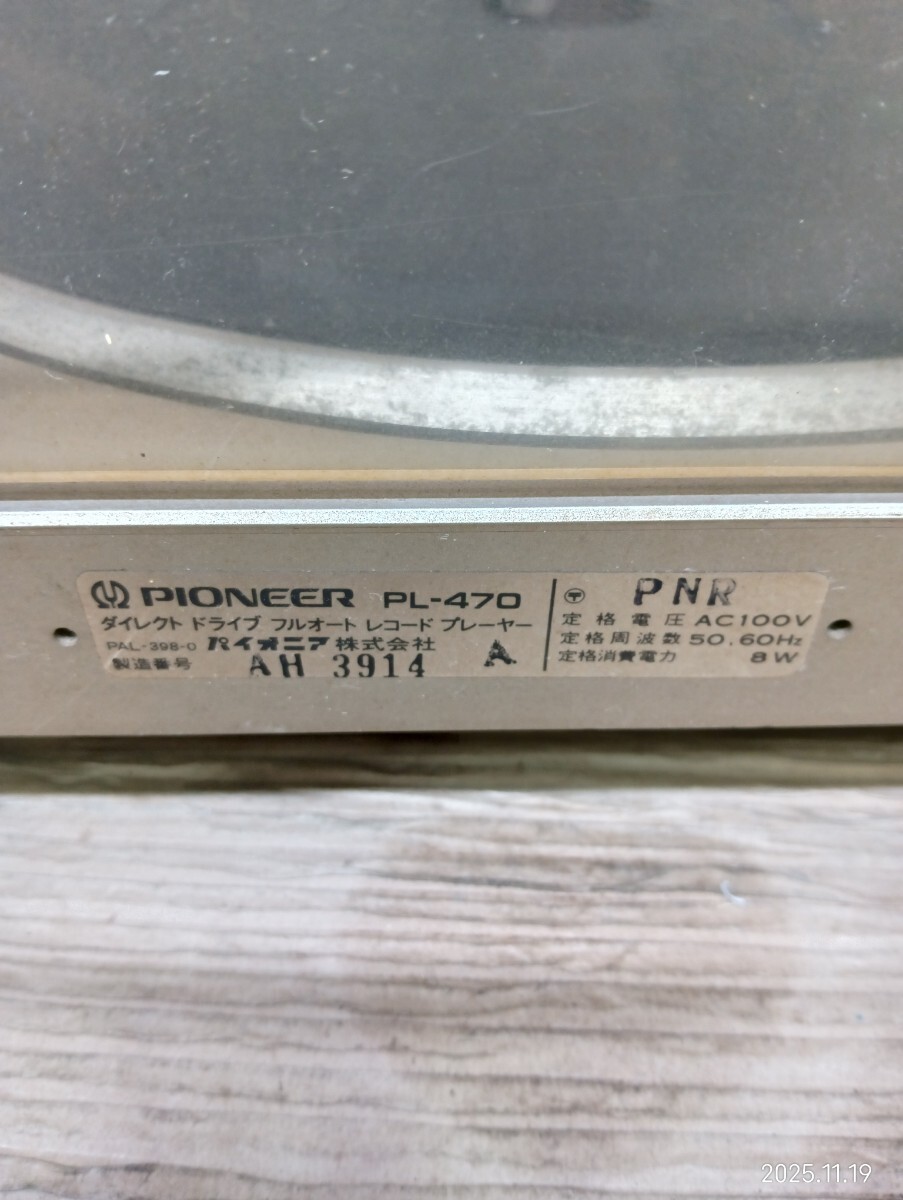 PIONEER PL-470
ダイレクト ドライブ フルオート レコード プレーヤー
PAL-398-0 パイオニア株式会社
製造番号 AH 3914 A
〒 PNR
定格電圧 AC100V
定格周波数 50.60Hz
定格消費電力 8W
2025.11.19